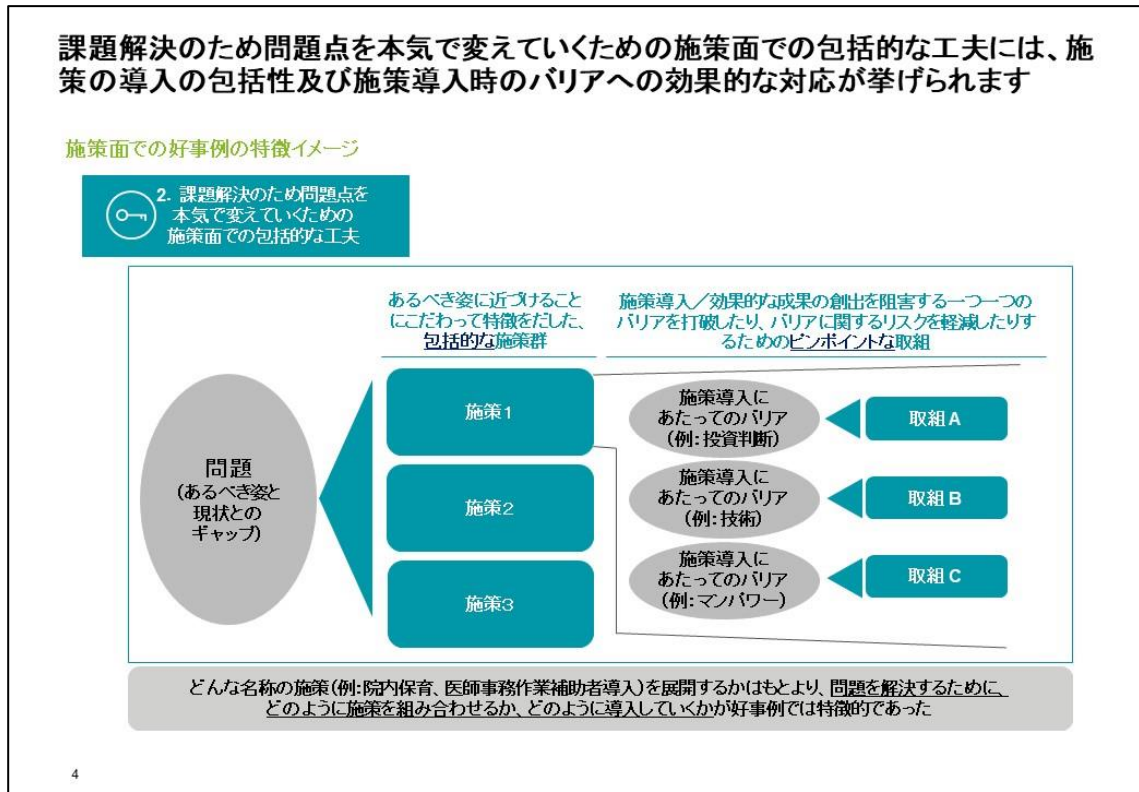 課題解決のため問題点を本気で変えていくための施策面での包括的な工夫には、施
策の導入の包括性及び施策導入時のバリアへの効果的な対応が挙げられます
施策面での好事例の特徴イメージ
2. 課題解決のため問題点を
本気で変えていくための
施策面での包括的な工夫
あるべき姿に近づけること
にこだわって特徴をだした、
包括的な施策群
施策導入／効果的な成果の創出を阻害する一つ一つの
バリアを打破したり、バリアに関するリスクを軽減したりす
るためのピンポイントな取組
問題
(あるべき姿と
現状との
ギャップ)
施策1
施策2
施策3
施策導入に
あたってのバリア
(例：投資判断)
取組A
施策導入に
あたってのバリア
(例：技術)
取組B
施策導入に
あたってのバリア
(例：マンパワー)
取組C
どんな名称の施策(例：院内保育、医師事務作業補助者導入)を展開するかはもとより、問題を解決するために、
どのように施策を組み合わせるか、どのように導入していくかが好事例では特徴的であった
4